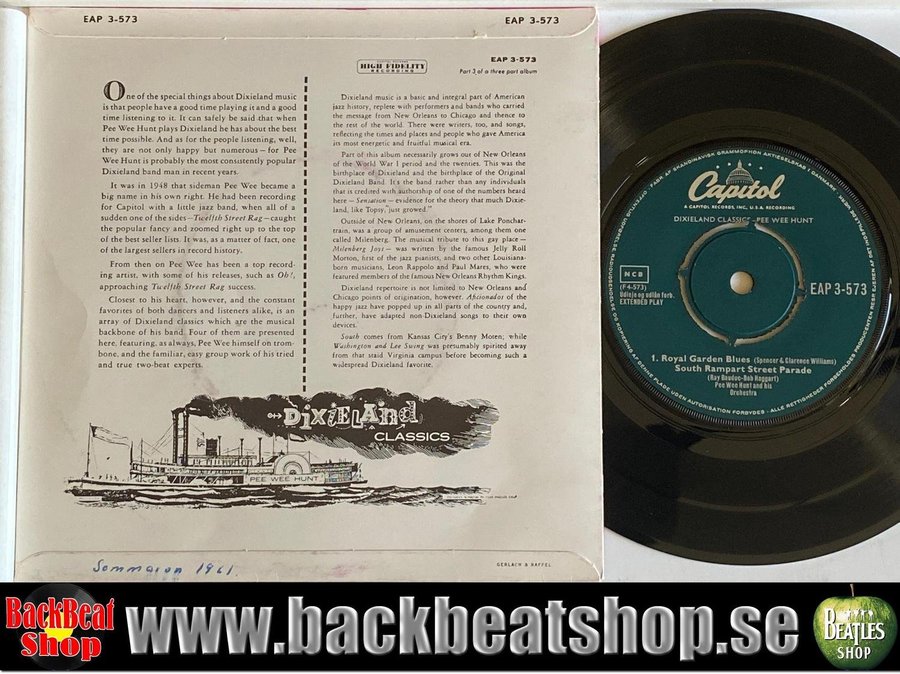 EAP 3-573
EAP 3-573
HIGH FIDELITY
RECORDING
EAP 3-573
Part 3 of a three part album
One of the special things about Dixieland music
is that people have a good time playing it and a good
time listening to it. It can safely be said that when
Pee Wee Hunt plays Dixieland he has about the best
time possible. And as for the people listening, well,
they are not only happy but numerous – for Pee
Wee Hunt is probably the most consistently popular
Dixieland band man in recent years.
It was in 1948 that sideman Pee Wee became a
big name in his own right. He had been recording
for Capitol with a little jazz band, when all of a
sudden one of the sides – Twelfth Street Rag – caught
the popular fancy and zoomed right up to the top
of the best seller lists. It was, as a matter of fact, one
of the largest sellers in record history.
From then on Pee Wee has been a top record-
ing artist, with some of his releases, such as Oh!,
approaching Twelfth Street Rag success.
Closest to his heart, however, and the constant
favorites of both dancers and listeners alike, is an
array of Dixieland classics which are the musical
backbone of his band. Four of them are presented
here, featuring, as always, Pee Wee himself on trom-
bone, and the familiar, easy group work of his tried
and true two-beat experts.
Dixieland music is a basic and integral part of American
jazz history, replete with performers and bands who carried
the message from New Orleans to Chicago and thence to
the rest of the world. There were writers, too, and songs,
reflecting the times and places and people who gave America
its most energetic and fruitful musical era.
Part of this album necessarily grows out of New Orleans
of the World War I period and the twenties. This was the
birthplace of Dixieland and the birthplace of the Original
Dixieland Band. It's the band rather than any individuals
that is credited with authorship of one of the numbers heard
here – Sensation – evidence for the theory that much Dixie-
land, like Topsy, "just growed."
Outside of New Orleans, on the shores of Lake Ponchar-
train, was a group of amusement centers, among them one
called Milenberg. The musical tribute to this gay place –
Milenberg Joys – was written by the famous Jelly Roll
Morton, first of the jazz pianists, and two other Louisiana-
born musicians, Leon Rappolo and Paul Mares, who were
featured members of the famous New Orleans Rhythm Kings.
Dixieland repertoire is not limited to New Orleans and
Chicago points of origination, however. Aficionados of the
happy jazz have popped up in all parts of the country and,
further, have adapted non-Dixieland songs to their own
devices.
South comes from Kansas City's Benny Moten; while
Washington and Lee Swing was presumably spirited away
from that staid Virginia campus before becoming such a
widespread Dixieland favorite.
DIXIELAND
CLASSICS
PEE WEE HUNT
Sommaren 1961.
GERLACH & RAFFEL
Capitol
A CAPITOL RECORDS, INC., U.S.A. RECORDING
DIXIELAND CLASSICS - PEE WEE HUNT
NCB
(F 4-573)
Udleje og udlån forb.
EXTENDED PLAY
EAP 3-573
1. Royal Garden Blues (Spencer & Clarence Williams)
South Rampart Street Parade
(Ray Bauduc-Bob Haggart)
Pee Wee Hunt and his
Orchestra
BackBeat
Shop
www.backbeatshop.se
BEATLES
SHOP